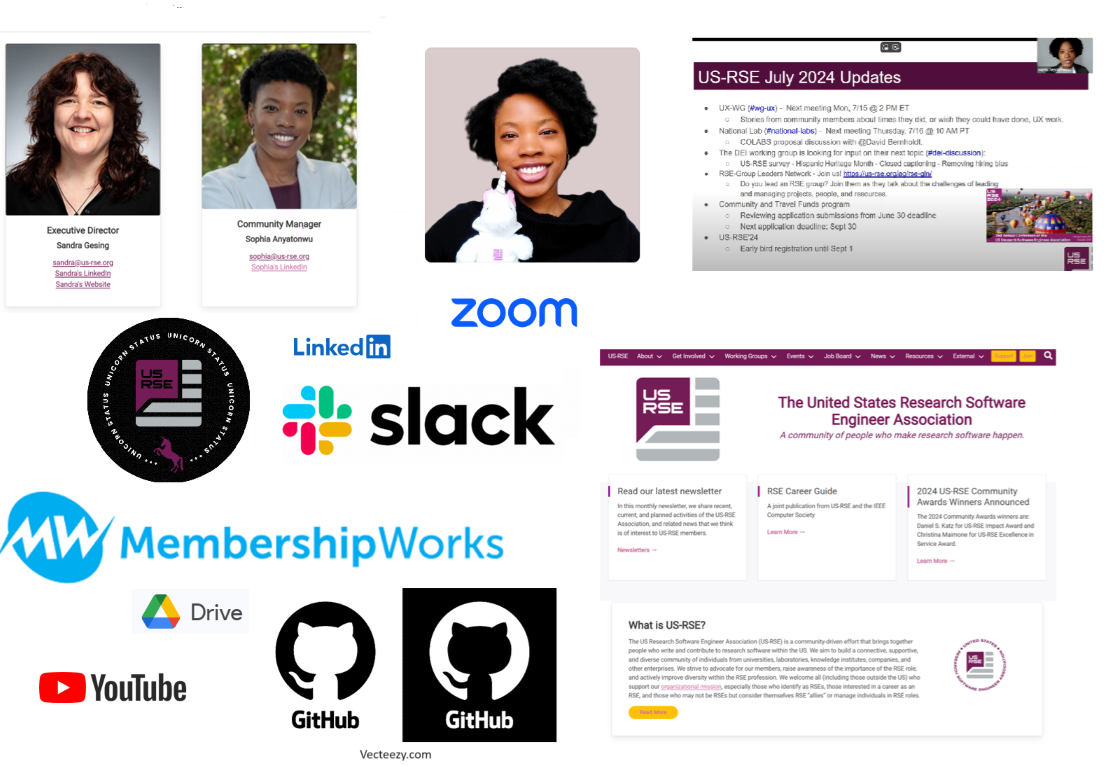 Executive Director
Sandra Gesing
sandra@us-rse.org
Sandra's LinkedIn
Sandra's Website
Community Manager
Sophia Anyatonwu
sophia@us-rse.org
Sophia's LinkedIn
US-RSE July 2024 Updates
UX-WG (#wg-ux) - Next meeting Mon, 7/15 @ 2 PM ET
Stories from community members about times they did, or wish they could have done, UX work.
National Lab (#national-labs) - Next meeting Thursday, 7/16 @ 10 AM PT
COLABS proposal discussion with @David Bernholdt.
The DEI working group is looking for input on their next topic (#dei-discussion):
US-RSE survey - Hispanic Heritage Month - Closed captioning - Removing hiring bias
RSE-Group Leaders Network - Join us! https://us-rse.org/ag/rse-gln/
Do you lead an RSE group? Join them as they talk about the challenges of leading
and managing projects, people, and resources.
Community and Travel Funds program
Reviewing application submissions from June 30 deadline
Next application deadline: Sept 30
US-RSE'24
Early bird registration until Sept 1
US
RSE
zoom
LinkedIn
UNICORN STATUS UNICORN STATUS UNICORN STATUS
US
RSE
slack
MW MembershipWorks
Drive
YouTube
GitHub
GitHub
Vecteezy.com
US-RSE About Get Involved Working Groups Events Job Board News Resources External Support Join
US
RSE
The United States Research Software
Engineer Association
A community of people who make research software happen.
Read our latest newsletter
In this monthly newsletter, we share recent,
current, and planned activities of the US-RSE
Association, and related news that we think
is of interest to US-RSE members.
Newsletters →
RSE Career Guide
A joint publication from US-RSE and the IEEE
Computer Society
Learn More →
2024 US-RSE Community
Awards Winners Announced
The 2024 Community Awards winners are:
Daniel S. Katz for US-RSE Impact Award and
Christina Maimone for US-RSE Excellence in
Service Award.
Learn More →
What is US-RSE?
The US Research Software Engineer Association (US-RSE) is a community-driven effort that brings together
people who write and contribute to research software within the US. We aim to build a connective, supportive,
and diverse community of individuals from universities, laboratories, knowledge institutes, companies, and
other enterprises. We strive to advocate for our members, raise awareness of the importance of the RSE role,
and actively improve diversity within the RSE profession. We welcome all (including those outside the US) who
support our organizational mission, especially those who identify as RSEs, those interested in a career as an
RSE, and those who may not be RSEs but consider themselves RSE "allies" or manage individuals in RSE roles.
Read More
US
RSE